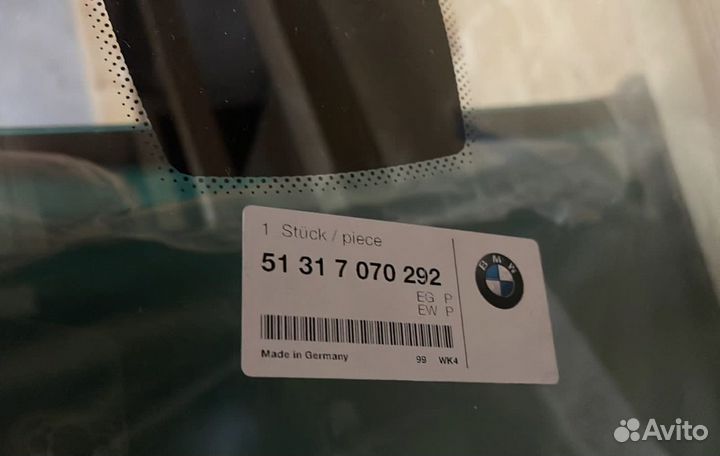 1 Stück / piece
51 31 7 070 292
EG P
EW P
Made in Germany 99 WK4
BMW
Avito